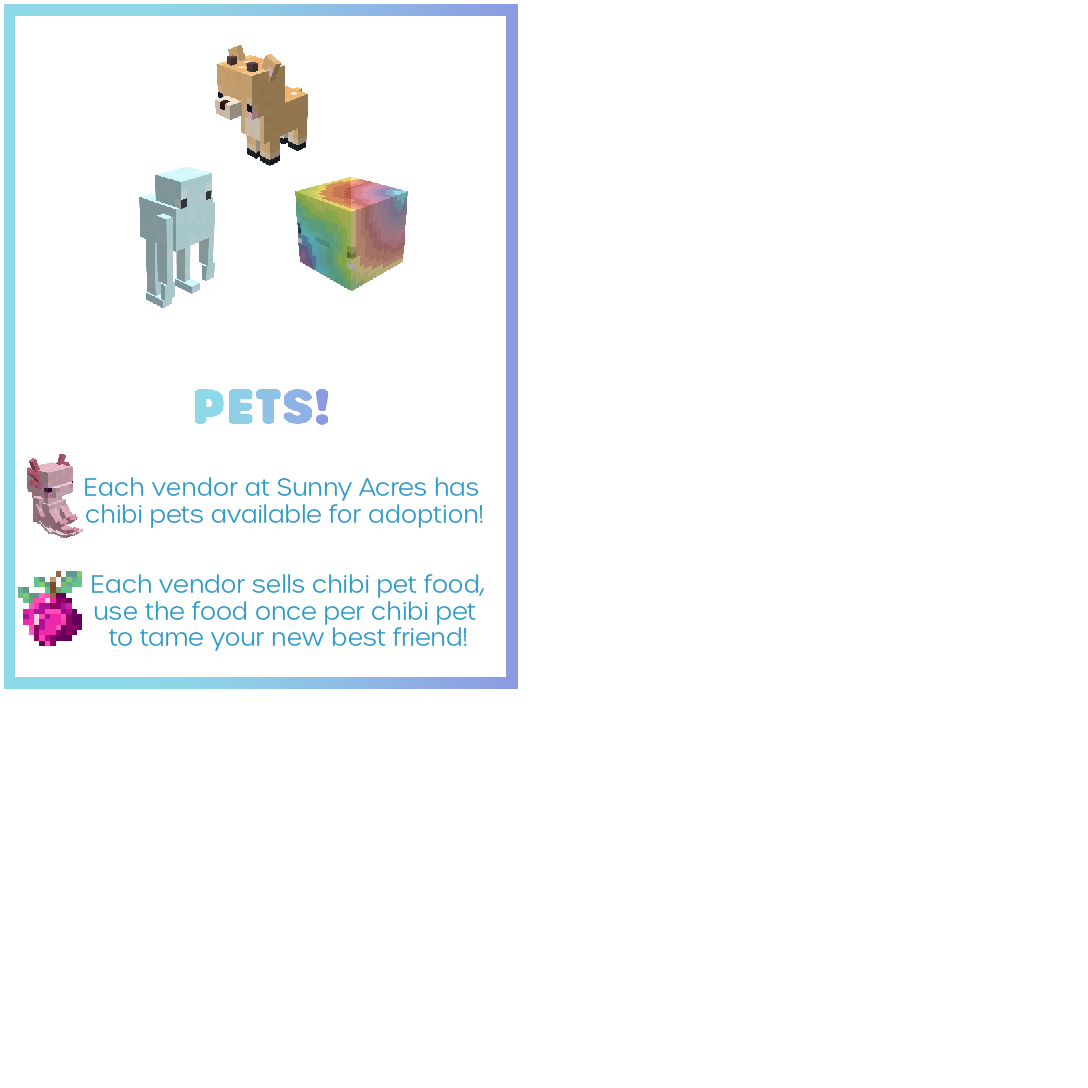 PETS!
Each vendor at Sunny Acres has
chibi pets available for adoption!
Each vendor sells chibi pet food,
use the food once per chibi pet
to tame your new best friend!